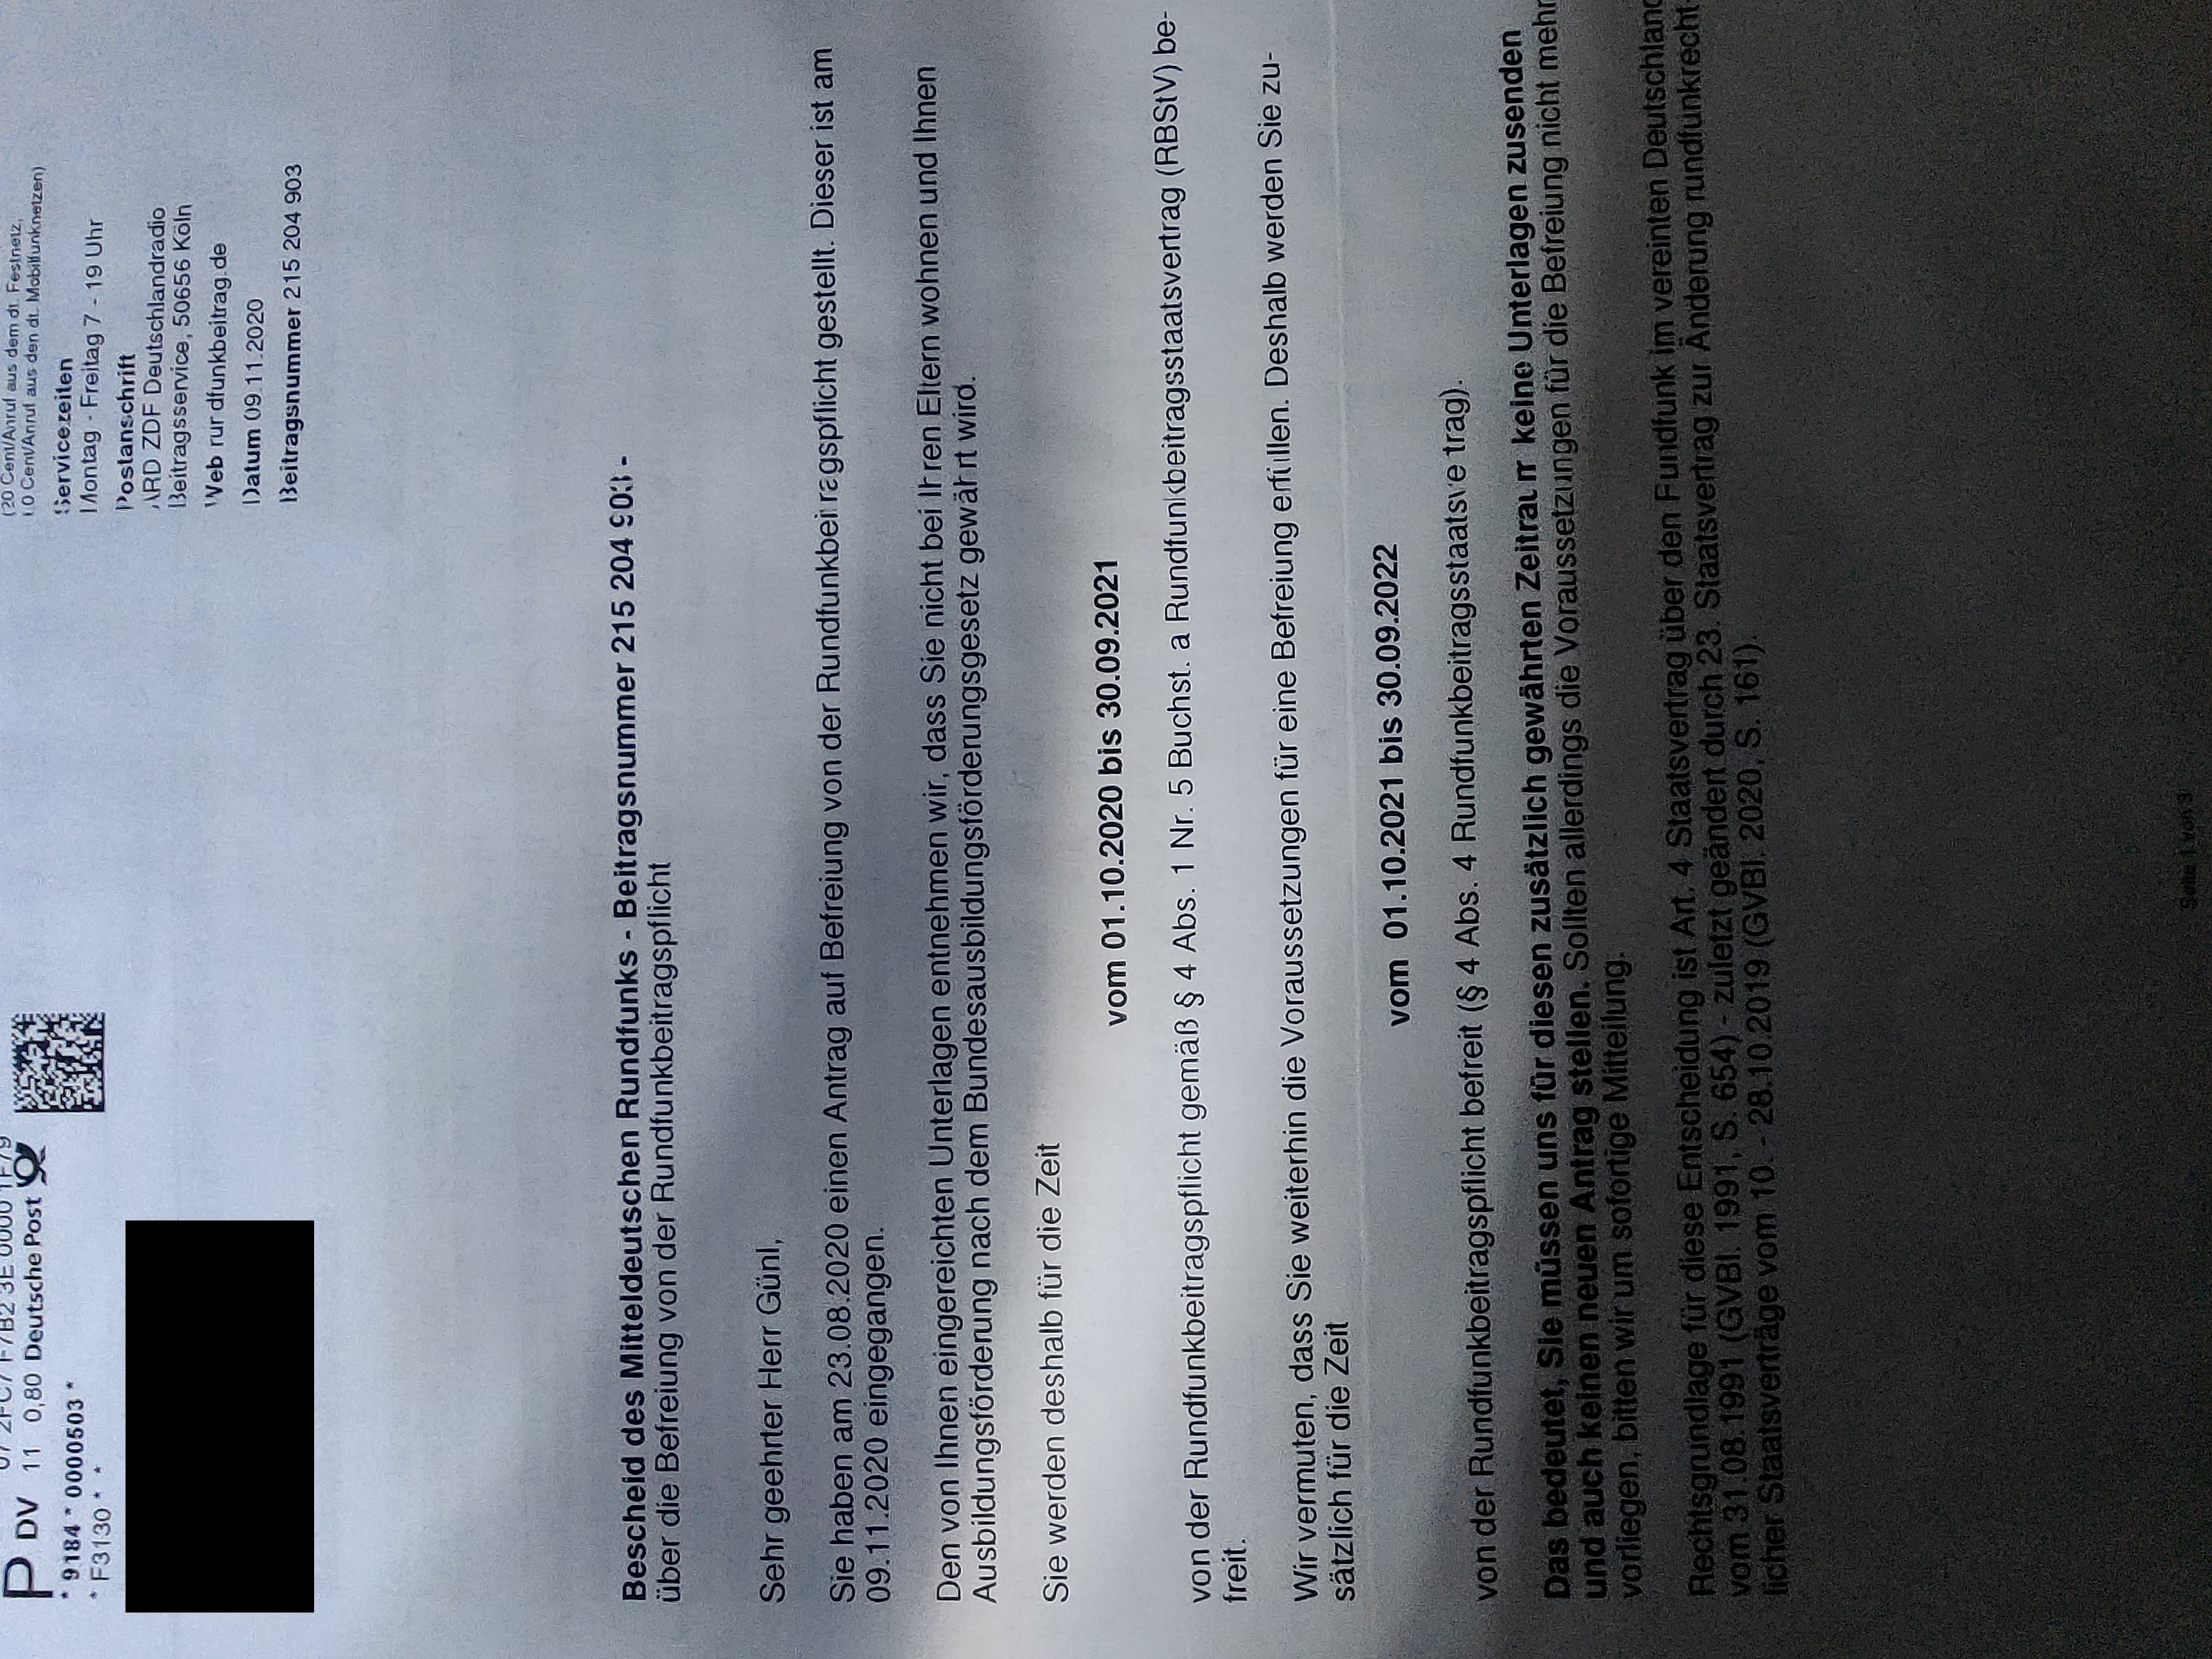 P DV 11 0,80 Deutsche Post
* 9184 * 0000503 *
* F3130 * *
(20 Cent/Anruf aus dem dt. Festnetz,
60 Cent/Anruf aus den dt. Mobilfunknetzen)
Servicezeiten
Montag - Freitag 7 - 19 Uhr
Postanschrift
ARD ZDF Deutschlandradio
Beitragsservice, 50656 Köln
Web rundfunkbeitrag.de
Datum 09.11.2020
Beitragsnummer 215 204 903
Bescheid des Mitteldeutschen Rundfunks - Beitragsnummer 215 204 903 -
über die Befreiung von der Rundfunkbeitragspflicht
Sehr geehrter Herr Günl,
Sie haben am 23.08.2020 einen Antrag auf Befreiung von der Rundfunkbeitragspflicht gestellt. Dieser ist am
09.11.2020 eingegangen.
Den von Ihnen eingereichten Unterlagen entnehmen wir, dass Sie nicht bei Ihren Eltern wohnen und Ihnen
Ausbildungsförderung nach dem Bundesausbildungsförderungsgesetz gewährt wird.
Sie werden deshalb für die Zeit
vom 01.10.2020 bis 30.09.2021
von der Rundfunkbeitragspflicht gemäß § 4 Abs. 1 Nr. 5 Buchst. a Rundfunkbeitragsstaatsvertrag (RBStV) be-
freit.
Wir vermuten, dass Sie weiterhin die Voraussetzungen für eine Befreiung erfüllen. Deshalb werden Sie zu-
sätzlich für die Zeit
vom 01.10.2021 bis 30.09.2022
von der Rundfunkbeitragspflicht befreit (§ 4 Abs. 4 Rundfunkbeitragsstaatsvertrag).
Das bedeutet, Sie müssen uns für diesen zusätzlich gewährten Zeitraum keine Unterlagen zusenden
und auch keinen neuen Antrag stellen. Sollten allerdings die Voraussetzungen für die Befreiung nicht mehr
vorliegen, bitten wir um sofortige Mitteilung.
Rechtsgrundlage für diese Entscheidung ist Art. 4 Staatsvertrag über den Rundfunk im vereinten Deutschland
vom 31.08.1991 (GVBl. 1991, S. 654) - zuletzt geändert durch 23. Staatsvertrag zur Änderung rundfunkrecht-
licher Staatsverträge vom 10. - 28.10.2019 (GVBl. 2020, S. 161).
Seite 1 von 3